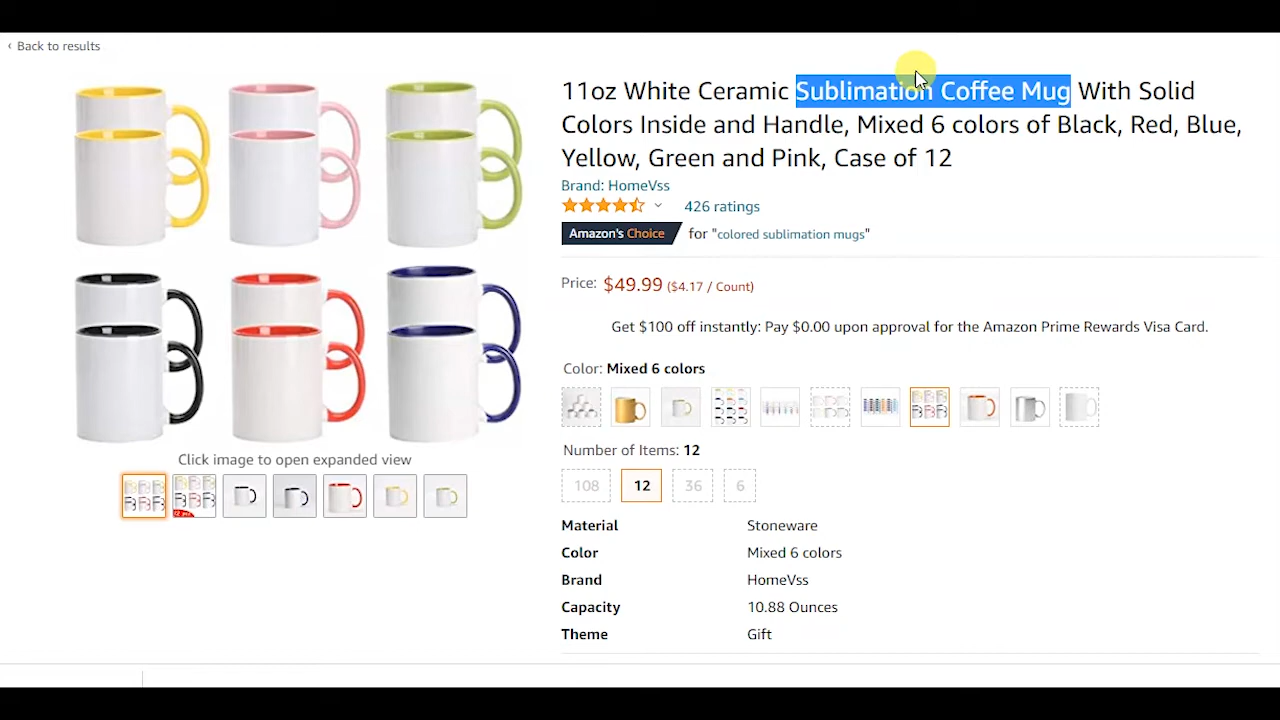 ‹ Back to results
11oz White Ceramic Sublimation Coffee Mug With Solid
Colors Inside and Handle, Mixed 6 colors of Black, Red, Blue,
Yellow, Green and Pink, Case of 12
Brand: HomeVss
426 ratings
Amazon's Choice for "colored sublimation mugs"
Price: $49.99 ($4.17 / Count)
Get $100 off instantly: Pay $0.00 upon approval for the Amazon Prime Rewards Visa Card.
Color: Mixed 6 colors
Click image to open expanded view
Number of Items: 12
108 12 36 6
Material Stoneware
Color Mixed 6 colors
Brand HomeVss
Capacity 10.88 Ounces
Theme Gift